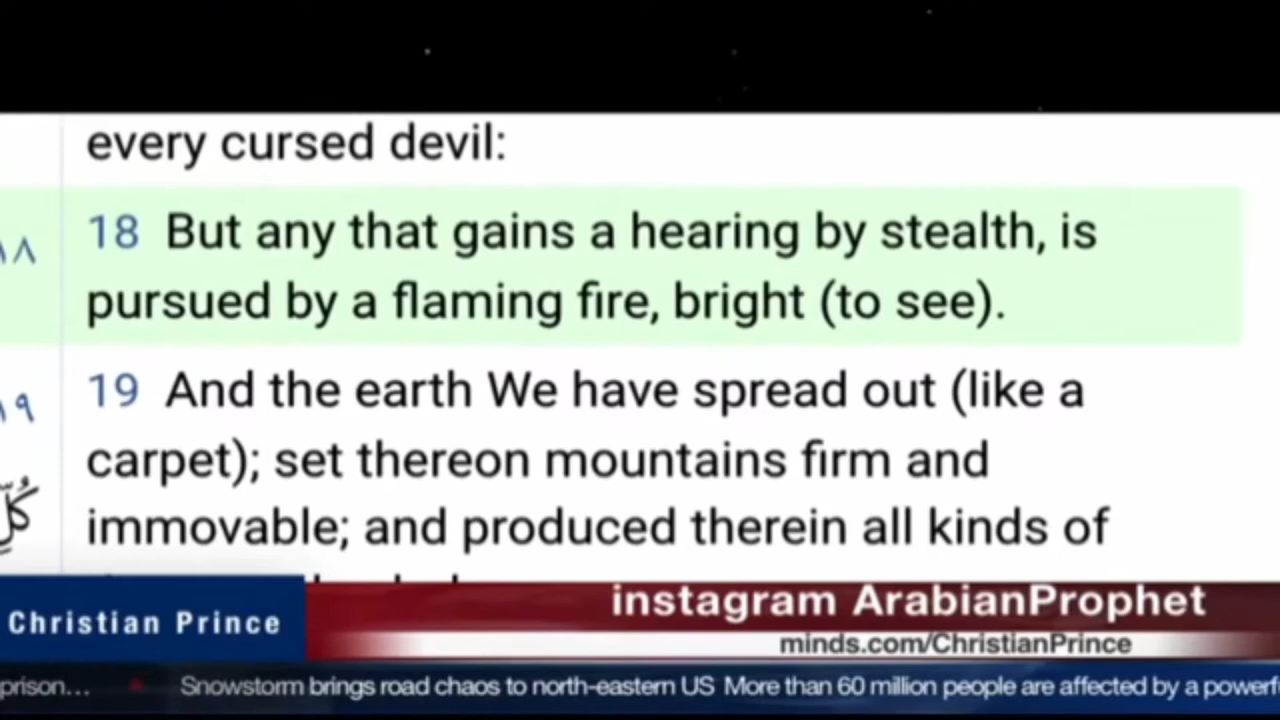 every cursed devil:
١٨
18 But any that gains a hearing by stealth, is
pursued by a flaming fire, bright (to see).
١٩
19 And the earth We have spread out (like a
carpet); set thereon mountains firm and
immovable; and produced therein all kinds of
Christian Prince
instagram ArabianProphet
minds.com/ChristianPrince
prison... Snowstorm brings road chaos to north-eastern US More than 60 million people are affected by a